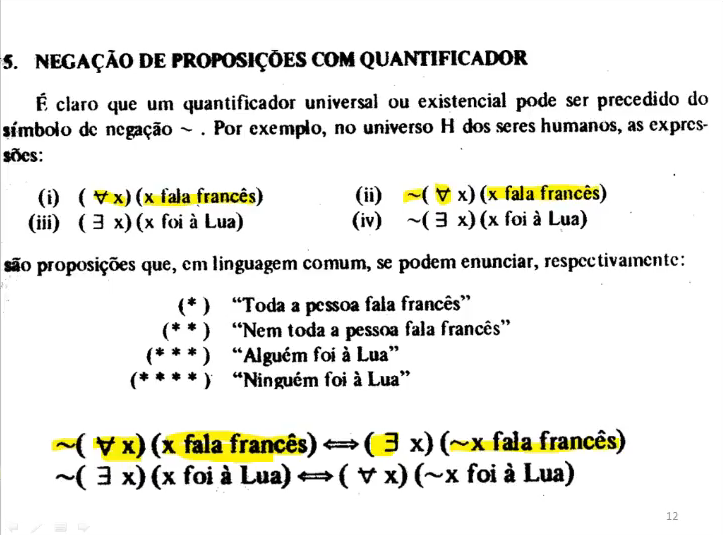 5. NEGAÇÃO DE PROPOSIÇÕES COM QUANTIFICADOR
É claro que um quantificador universal ou existencial pode ser precedido do
símbolo de negação ~ . Por exemplo, no universo H dos seres humanos, as expres-
sões:
(i) (∀ x) (x fala francês) (ii) ~(∀ x) (x fala francês)
(iii) (∃ x) (x foi à Lua) (iv) ~(∃ x) (x foi à Lua)
são proposições que, em linguagem comum, se podem enunciar, respectivamente:
(*) “Toda a pessoa fala francês”
(* *) “Nem toda a pessoa fala francês”
(* * *) “Alguém foi à Lua”
(* * * *) “Ninguém foi à Lua”
~(∀ x) (x fala francês) ⟺ (∃ x) (~x fala francês)
~(∃ x) (x foi à Lua) ⟺ (∀ x) (~x foi à Lua)
12